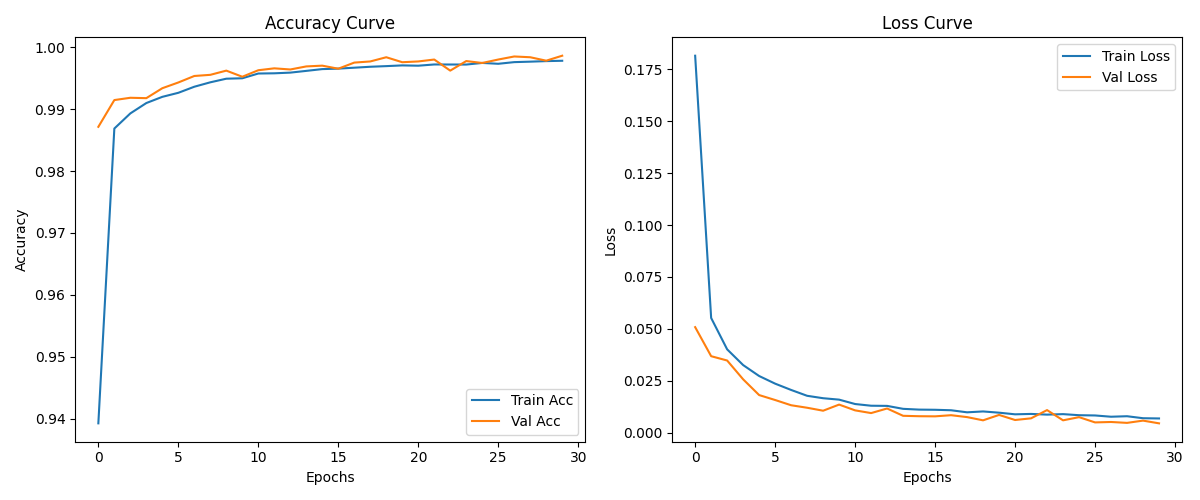 Accuracy Curve
Accuracy
1.00
0.99
0.98
0.97
0.96
0.95
0.94
0
5
10
15
20
25
30
Epochs
Train Acc
Val Acc
Loss Curve
Loss
0.175
0.150
0.125
0.100
0.075
0.050
0.025
0.000
0
5
10
15
20
25
30
Epochs
Train Loss
Val Loss